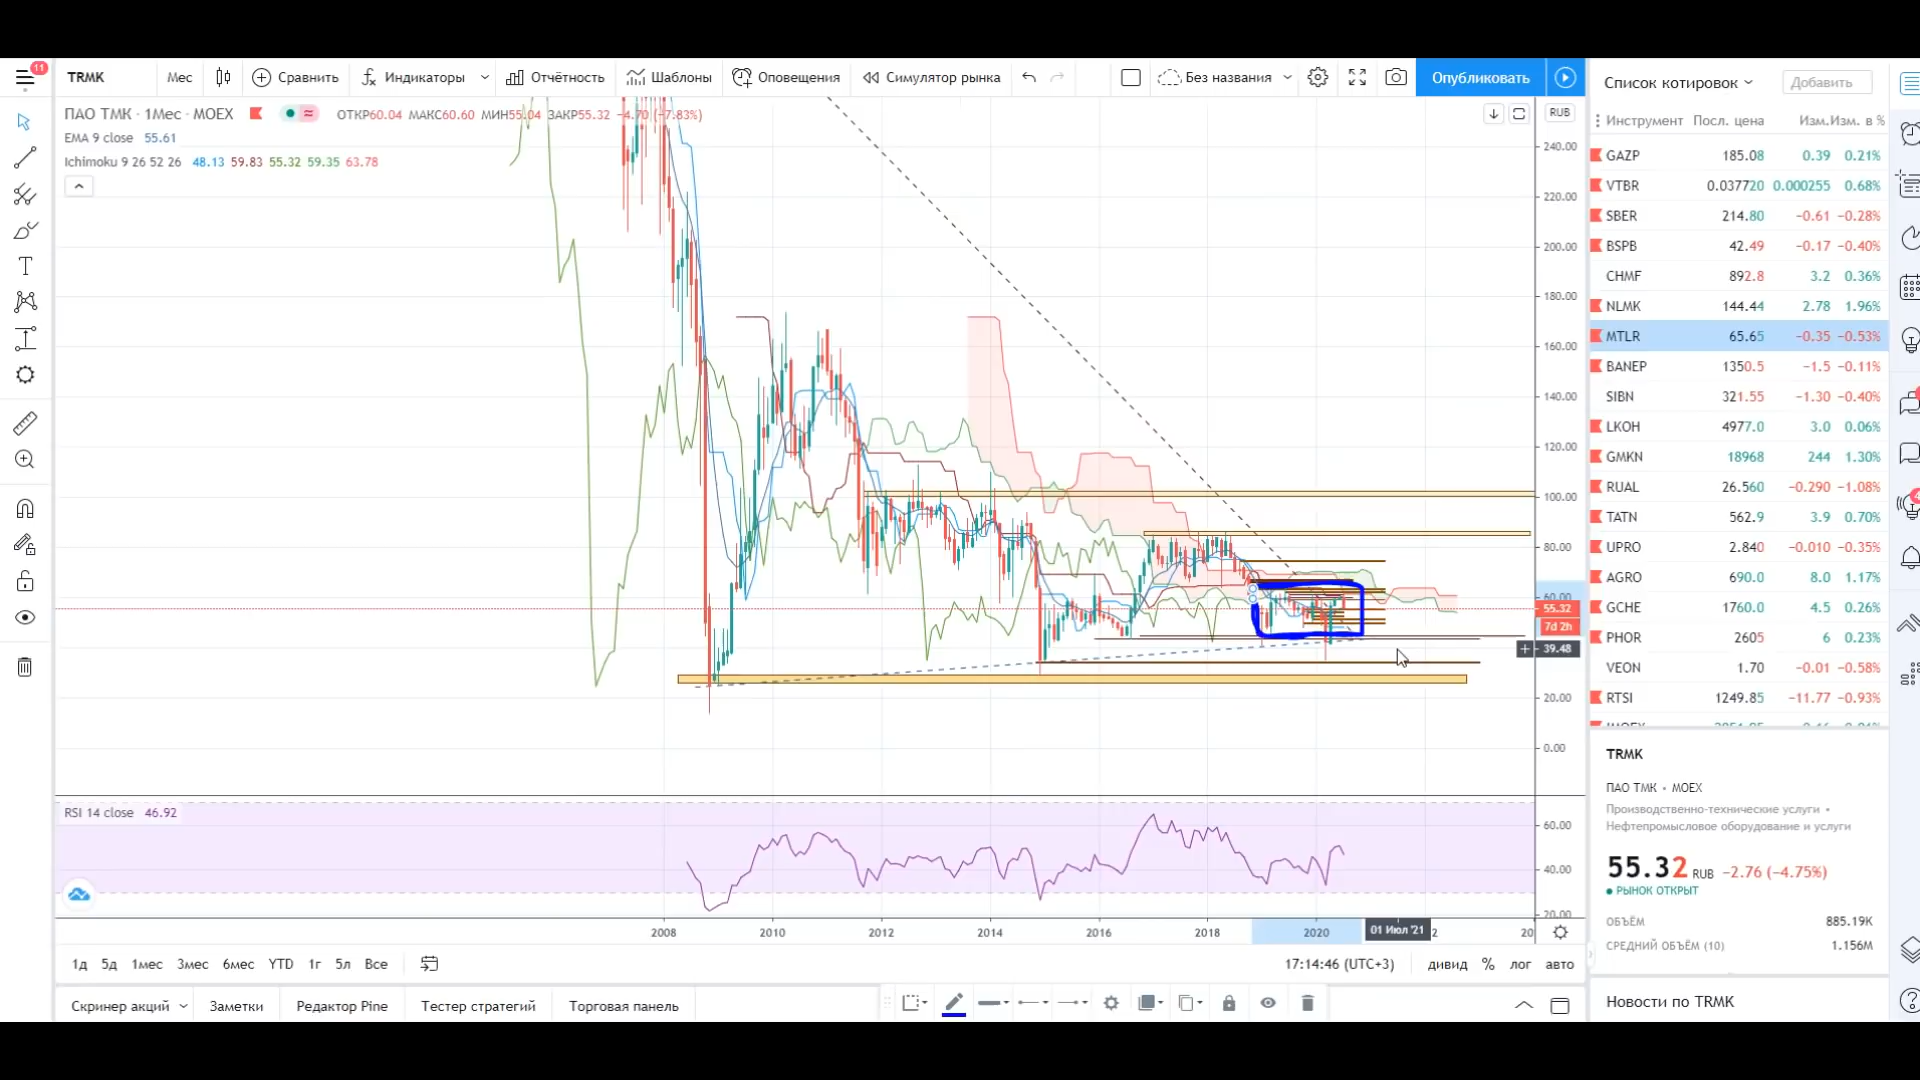 11
TRMK
Мес
Сравнить
Индикаторы
Отчётность
Шаблоны
Оповещения
Симулятор рынка
Без названия
Опубликовать
ПАО ТМК · 1Мес · MOEX
ОТКР60.04 МАКС60.60 МИН55.04 ЗАКР55.32 −4.70 (−7.83%)
EMA 9 close 55.61
Ichimoku 9 26 52 26 48.13 59.83 55.32 59.35 63.78
RUB
240.00
220.00
200.00
180.00
160.00
140.00
120.00
100.00
80.00
60.00
55.32
7d 2h
39.48
20.00
0.00
RSI 14 close 46.92
60.00
40.00
20.00
2008 2010 2012 2014 2016 2018 2020 01 Июл '21 2 20
1д 5д 1мес 3мес 6мес YTD 1г 5л Все
17:14:46 (UTC+3) дивид % лог авто
Скринер акций Заметки Редактор Pine Тестер стратегий Торговая панель
Список котировок Добавить
Инструмент Посл. цена Изм. Изм. в %
GAZP 185.08 0.39 0.21%
VTBR 0.037720 0.000255 0.68%
SBER 214.80 −0.61 −0.28%
BSPB 42.49 −0.17 −0.40%
CHMF 892.8 3.2 0.36%
NLMK 144.44 2.78 1.96%
MTLR 65.65 −0.35 −0.53%
BANEP 1350.5 −1.5 −0.11%
SIBN 321.55 −1.30 −0.40%
LKOH 4977.0 3.0 0.06%
GMKN 18968 244 1.30%
RUAL 26.560 −0.290 −1.08%
TATN 562.9 3.9 0.70%
UPRO 2.840 −0.010 −0.35%
AGRO 690.0 8.0 1.17%
GCHE 1760.0 4.5 0.26%
PHOR 2605 6 0.23%
VEON 1.70 −0.01 −0.58%
RTSI 1249.85 −11.77 −0.93%
TRMK
ПАО ТМК • MOEX
Производственно-технические услуги •
Нефтепромысловое оборудование и услуги
55.32 RUB −2.76 (−4.75%)
РЫНОК ОТКРЫТ
ОБЪЁМ 885.19K
СРЕДНИЙ ОБЪЁМ (10) 1.156M
Новости по TRMK